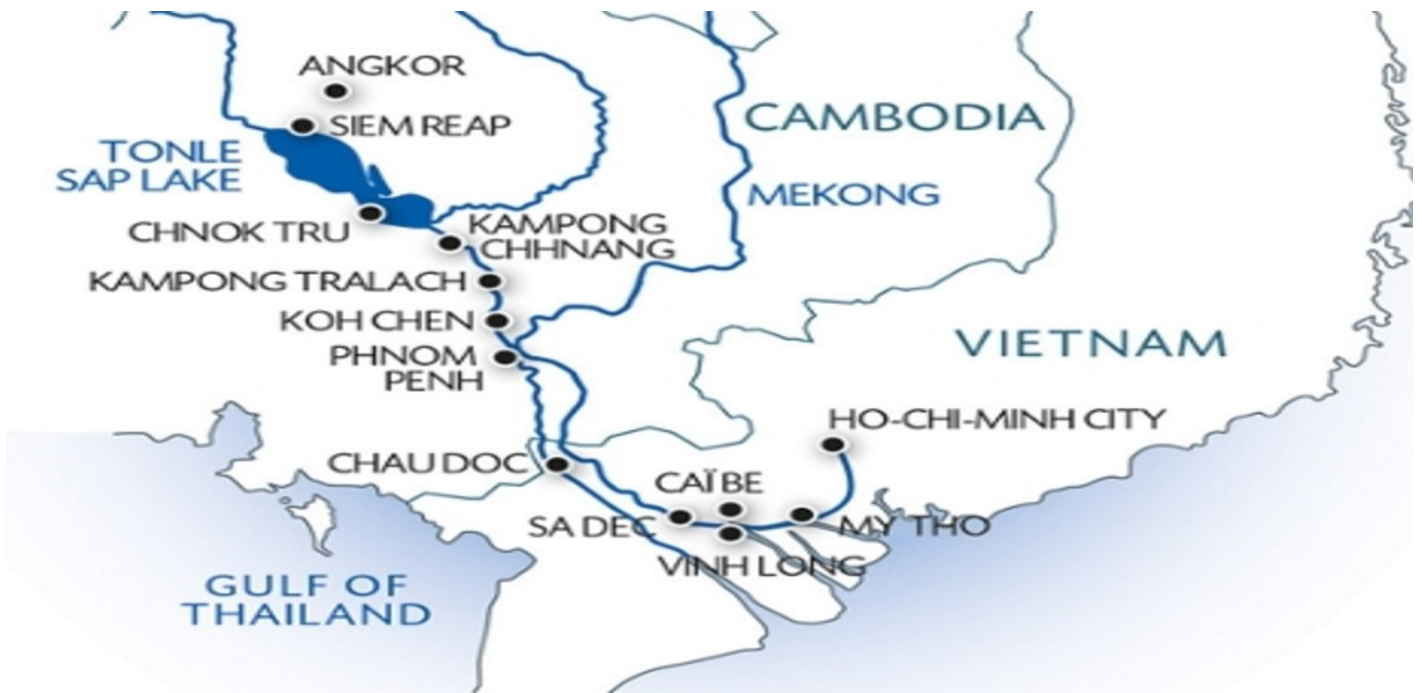 ANGKOR
SIEM REAP
TONLE
SAP LAKE
CHNOK TRU
KAMPONG
CHHNANG
KAMPONG TRALACH
KOH CHEN
PHNOM
PENH
CAMBODIA
MEKONG
VIETNAM
HO-CHI-MINH CITY
CHAU DOC
CAÏ BE
SA DEC
MY THO
VINH LONG
GULF OF
THAILAND